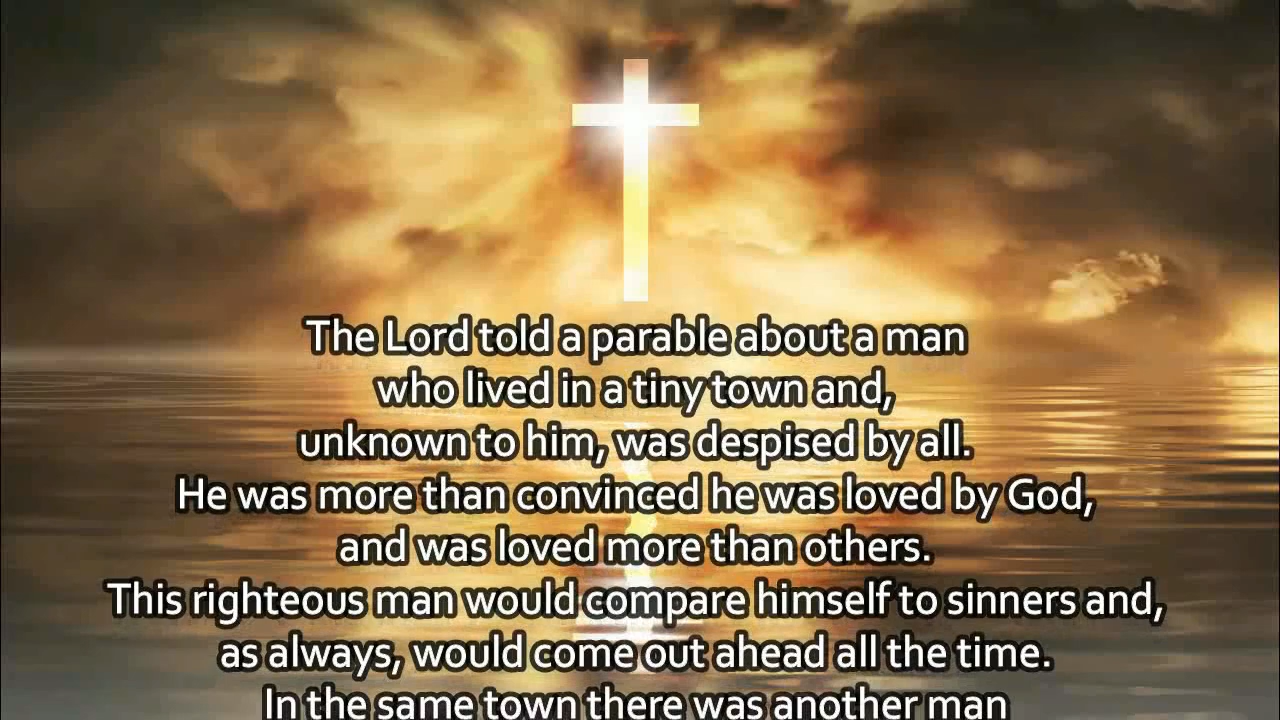 The Lord told a parable about a man
who lived in a tiny town and,
unknown to him, was despised by all.
He was more than convinced he was loved by God,
and was loved more than others.
This righteous man would compare himself to sinners and,
as always, would come out ahead all the time.
In the same town there was another man